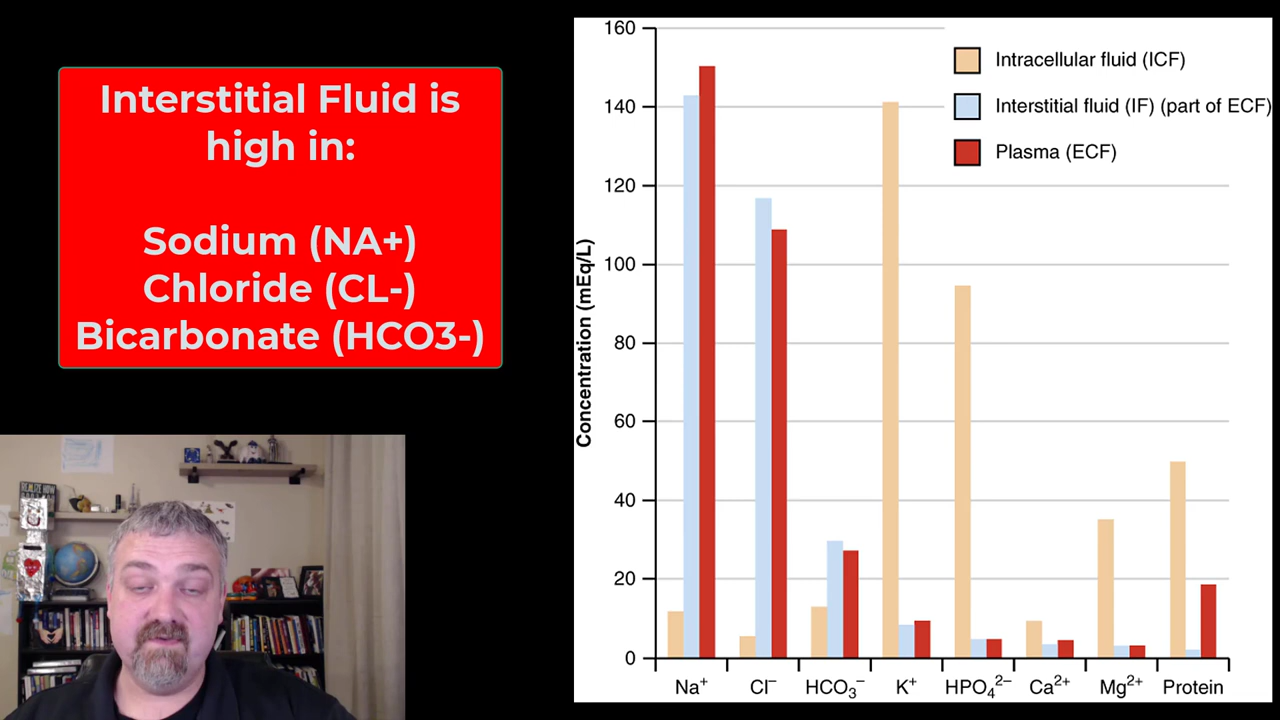 Interstitial Fluid is
high in:
Sodium (NA+)
Chloride (CL-)
Bicarbonate (HCO3-)
160
140
120
100
80
60
40
20
0
Concentration (mEq/L)
Intracellular fluid (ICF)
Interstitial fluid (IF) (part of ECF)
Plasma (ECF)
Na⁺ Cl⁻ HCO₃⁻ K⁺ HPO₄²⁻ Ca²⁺ Mg²⁺ Protein